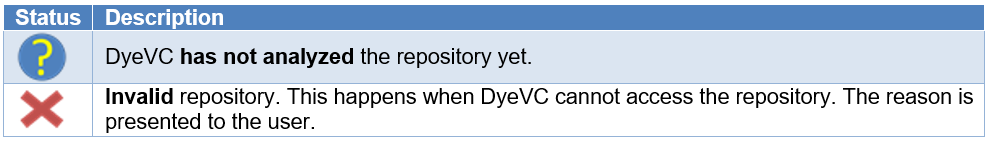 Status Description
? DyeVC has not analyzed the repository yet.
Invalid repository. This happens when DyeVC cannot access the repository. The reason is
presented to the user.